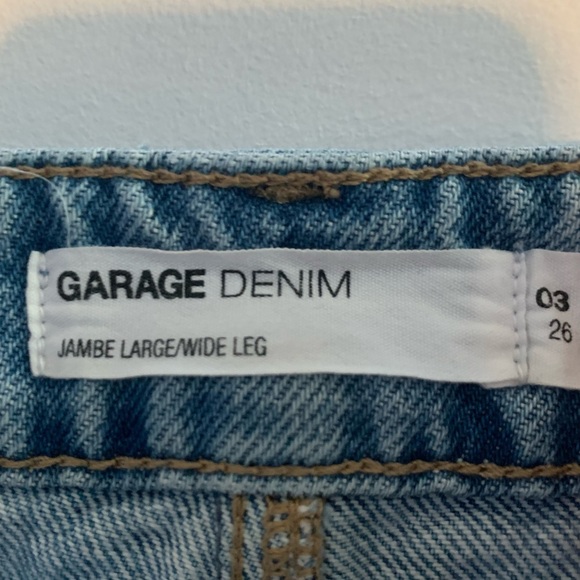 GARAGE DENIM
JAMBE LARGE/WIDE LEG
03
26